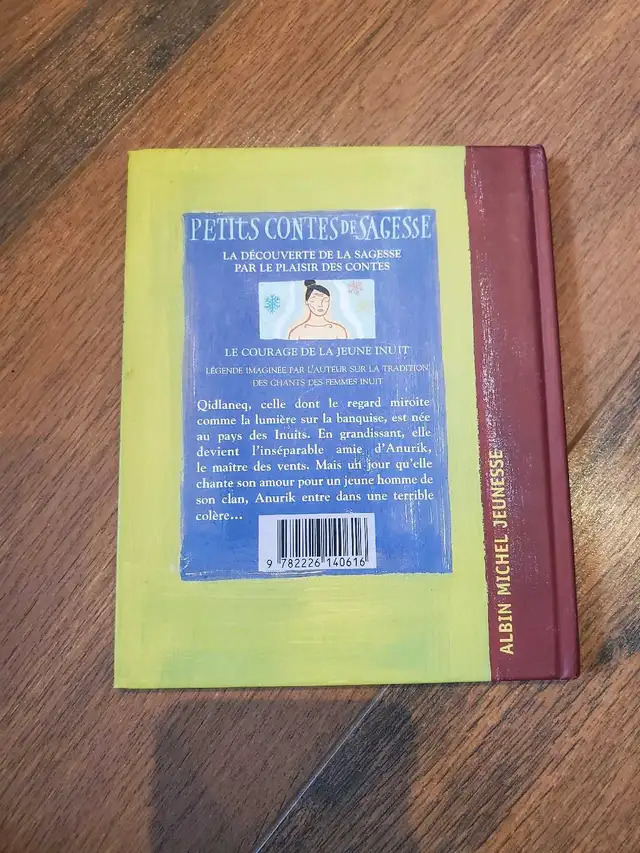 PETITS CONTES DE SAGESSE
LA DÉCOUVERTE DE LA SAGESSE
PAR LE PLAISIR DES CONTES
LE COURAGE DE LA JEUNE INUIT
LÉGENDE IMAGINÉE PAR L'AUTEUR SUR LA TRADITION
DES CHANTS DES FEMMES INUIT
Qidlaneq, celle dont le regard miroite
comme la lumière sur la banquise, est née
au pays des Inuits. En grandissant, elle
devient l'inséparable amie d'Anurik,
le maître des vents. Mais un jour qu'elle
chante son amour pour un jeune homme de
son clan, Anurik entre dans une terrible
colère...
9 782226 140616
ALBIN MICHEL JEUNESSE